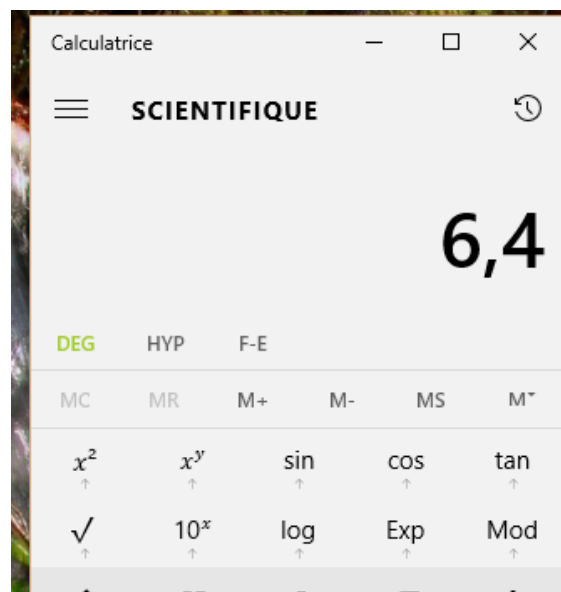 Calculatrice
SCIENTIFIQUE
6,4
DEG HYP F-E
MC MR M+ M- MS M
x² xʸ sin cos tan
√ 10ˣ log Exp Mod